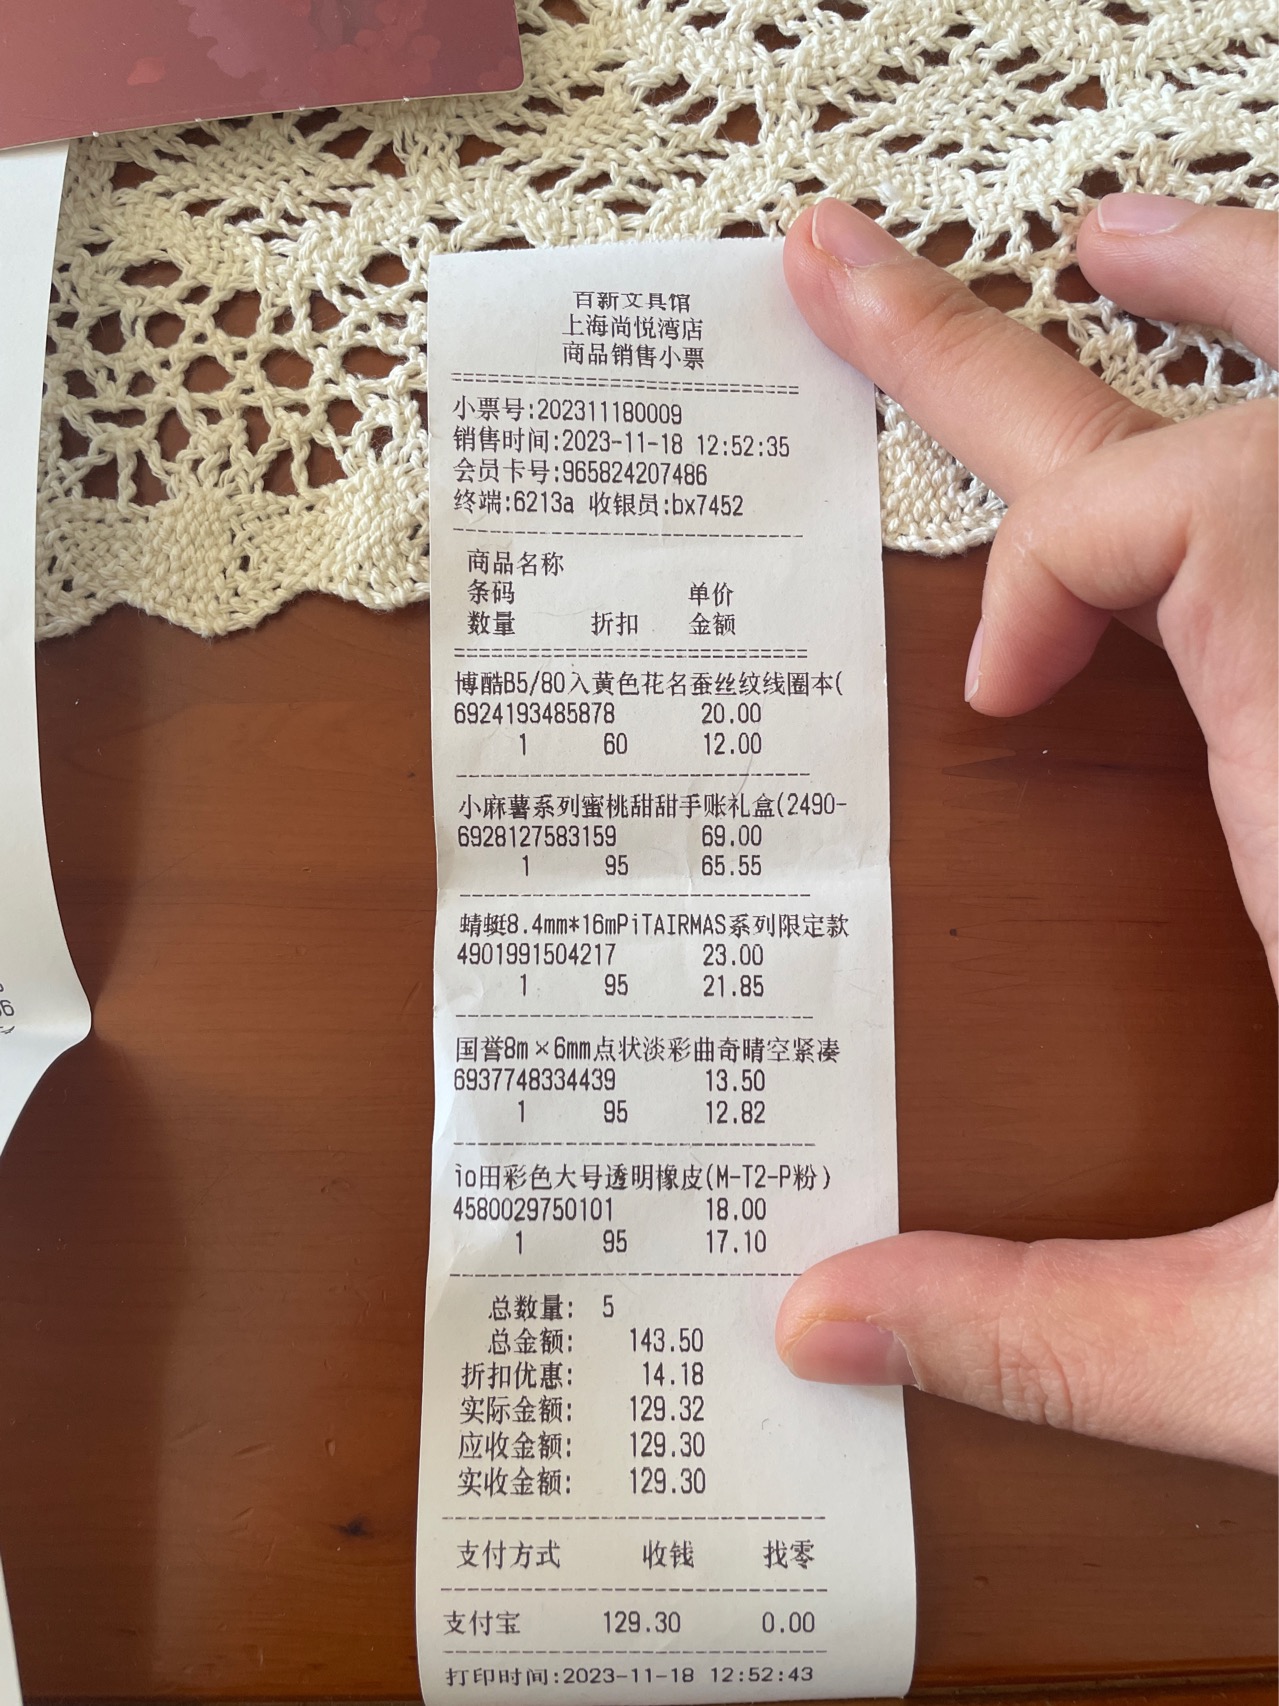 百新文具馆
上海尚悦湾店
商品销售小票
小票号:202311180009
销售时间:2023-11-18 12:52:35
会员卡号:965824207486
终端:6213a 收银员:bx7452
商品名称
条码 单价
数量 折扣 金额
博酷B5/80入黄色花名蚕丝纹线圈本(
6924193485878 20.00
1 60 12.00
小麻薯系列蜜桃甜甜手账礼盒(2490-
6928127583159 69.00
1 95 65.55
蜻蜓8.4mm*16mPiTAIRMAS系列限定款
4901991504217 23.00
1 95 21.85
国誉8m×6mm点状淡彩曲奇晴空紧凑
6937748334439 13.50
1 95 12.82
io田彩色大号透明橡皮(M-T2-P粉)
4580029750101 18.00
1 95 17.10
总数量: 5
总金额: 143.50
折扣优惠: 14.18
实际金额: 129.32
应收金额: 129.30
实收金额: 129.30
支付方式 收钱 找零
支付宝 129.30 0.00
打印时间:2023-11-18 12:52:43